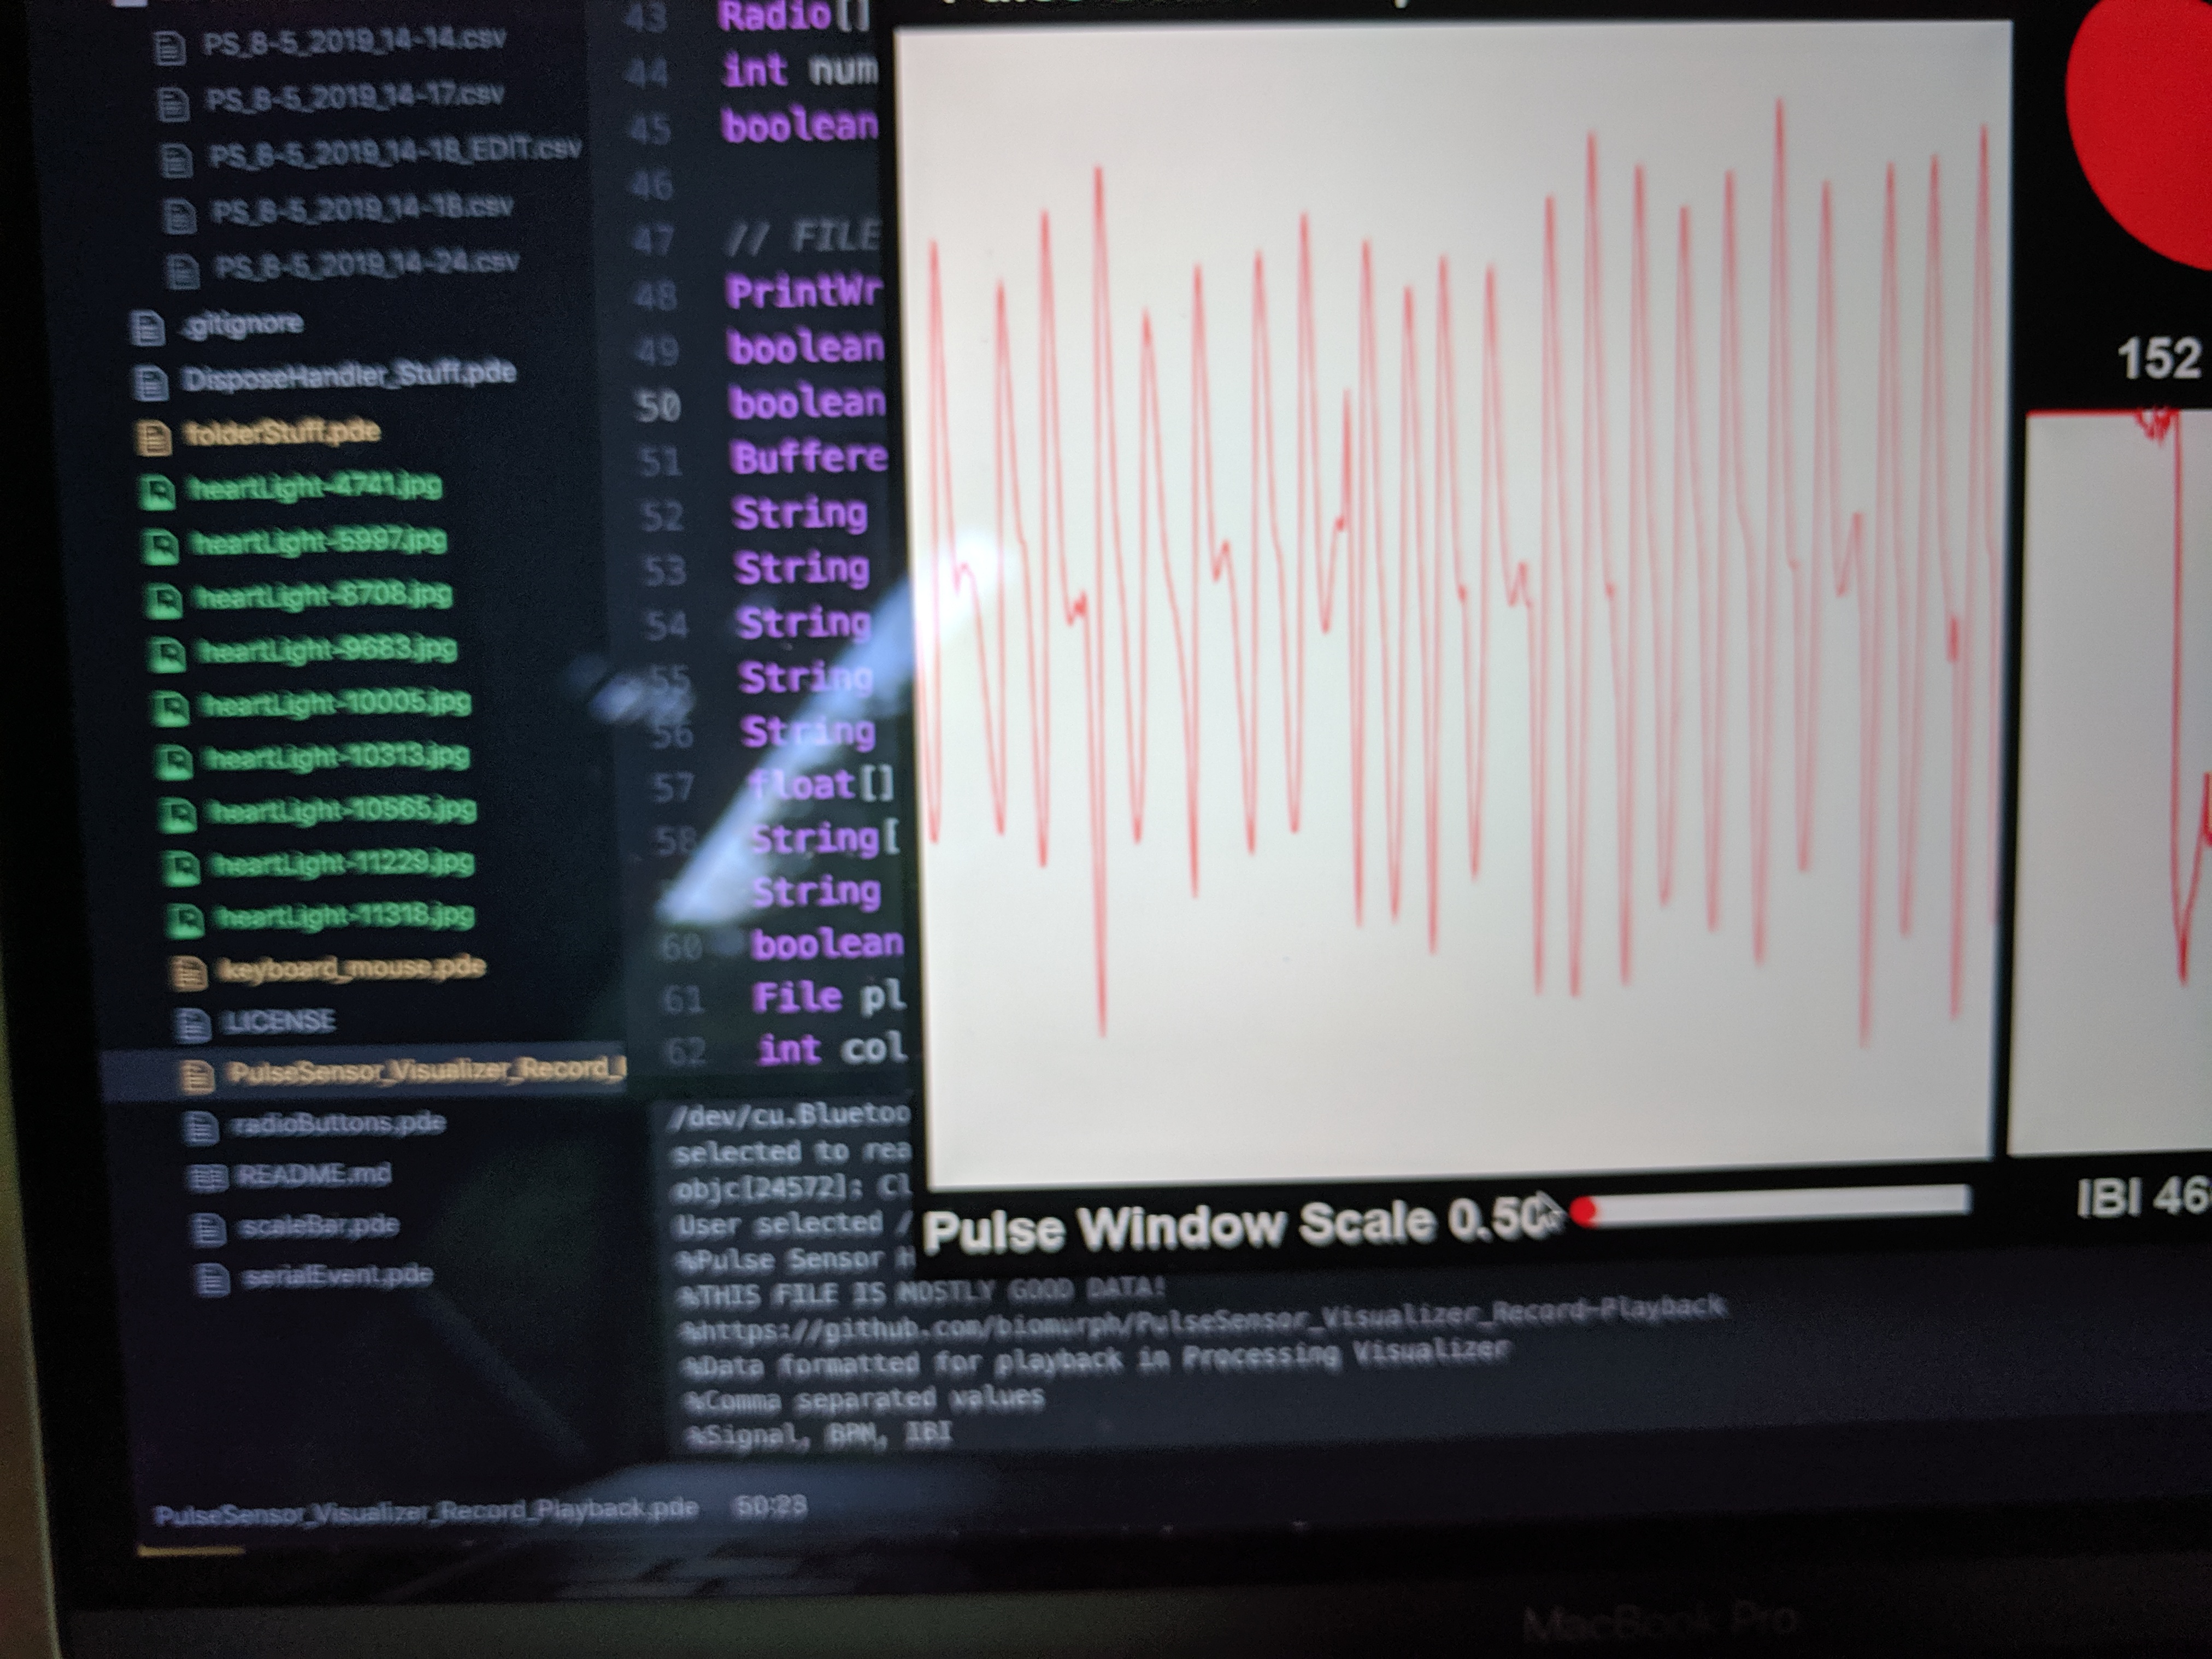 PS_8-5_2019_14-14.csv
PS_8-5_2019_14-17.csv
PS_8-5_2019_14-18_EDIT.csv
PS_8-5_2019_14-18.csv
PS_8-5_2019_14-24.csv
.gitignore
DisposeHandler_Stuff.pde
folderStuff.pde
heartLight-4741.jpg
heartLight-5997.jpg
heartLight-8708.jpg
heartLight-9683.jpg
heartLight-10005.jpg
heartLight-10313.jpg
heartLight-10565.jpg
heartLight-11229.jpg
heartLight-11318.jpg
keyboard_mouse.pde
LICENSE
PulseSensor_Visualizer_Record_
radioButtons.pde
README.md
scaleBar.pde
serialEvent.pde
43 Radio[]
44 int num
45 boolean
46
47 // FILE
48 PrintWr
49 boolean
50 boolean
51 Buffere
52 String
53 String
54 String
55 String
56 String
57 float[]
58 String[
String
60 boolean
61 File pl
62 int col
/dev/cu.Bluetoo
selected to rea
objc[24572]: Cl
User selected /
%Pulse Sensor
%THIS FILE IS MOSTLY GOOD DATA!
%https://github.com/biomurph/PulseSensor_Visualizer_Record-Playback
%Data formatted for playback in Processing Visualizer
%Comma separated values
%Signal, BPM, IBI
PulseSensor_Visualizer_Record_Playback.pde 50:23
152
Pulse Window Scale 0.50
IBI 46
MacBook Pro